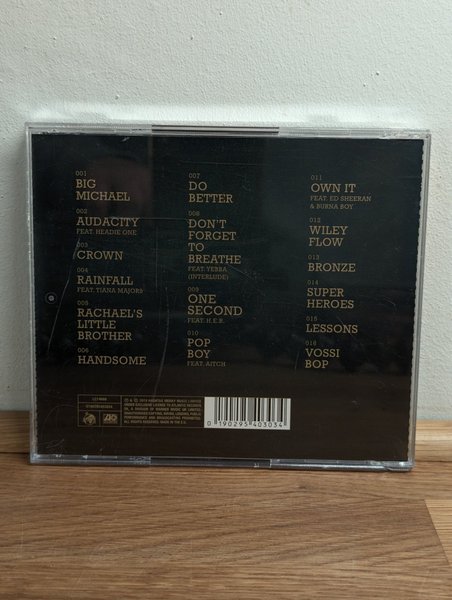 001
BIG
MICHAEL
002
AUDACITY
FEAT. HEADIE ONE
003
CROWN
004
RAINFALL
FEAT. TIANA MAJOR9
005
RACHAEL'S
LITTLE
BROTHER
006
HANDSOME
007
DO
BETTER
008
DON'T
FORGET
TO
BREATHE
FEAT. YEBBA
(INTERLUDE)
009
ONE
SECOND
FEAT. H.E.R.
010
POP
BOY
FEAT. AITCH
011
OWN IT
FEAT. ED SHEERAN
& BURNA BOY
012
WILEY
FLOW
013
BRONZE
014
SUPER
HEROES
015
LESSONS
016
VOSSI
BOP
0 190295 403034